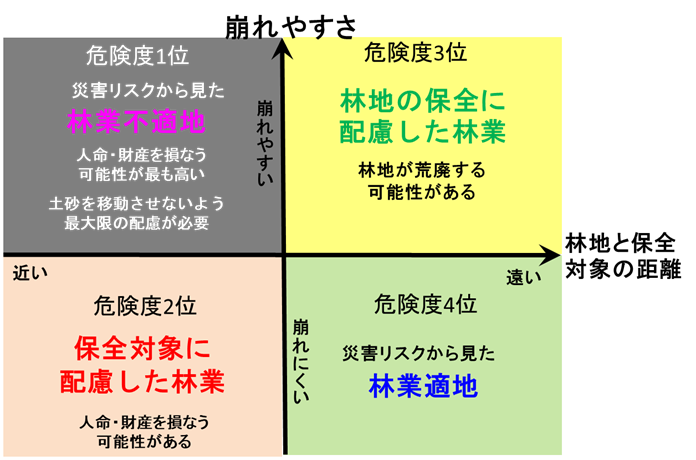 崩れやすさ
危険度1位
災害リスクから見た
林業不適地
人命・財産を損なう
可能性が最も高い
土砂を移動させないよう
最大限の配慮が必要
崩れやすい
危険度3位
林地の保全に
配慮した林業
林地が荒廃する
可能性がある
林地と保全
対象の距離
近い
遠い
危険度2位
保全対象に
配慮した林業
人命・財産を損なう
可能性がある
崩れにくい
危険度4位
災害リスクから見た
林業適地